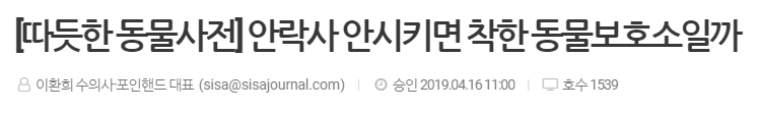 [따듯한 동물사전] 안락사 안시키면 착한 동물보호소일까
이환희 수의사·포인핸드 대표 (sisa@sisajournal.com) | 승인 2019.04.16 11:00 | 호수 1539